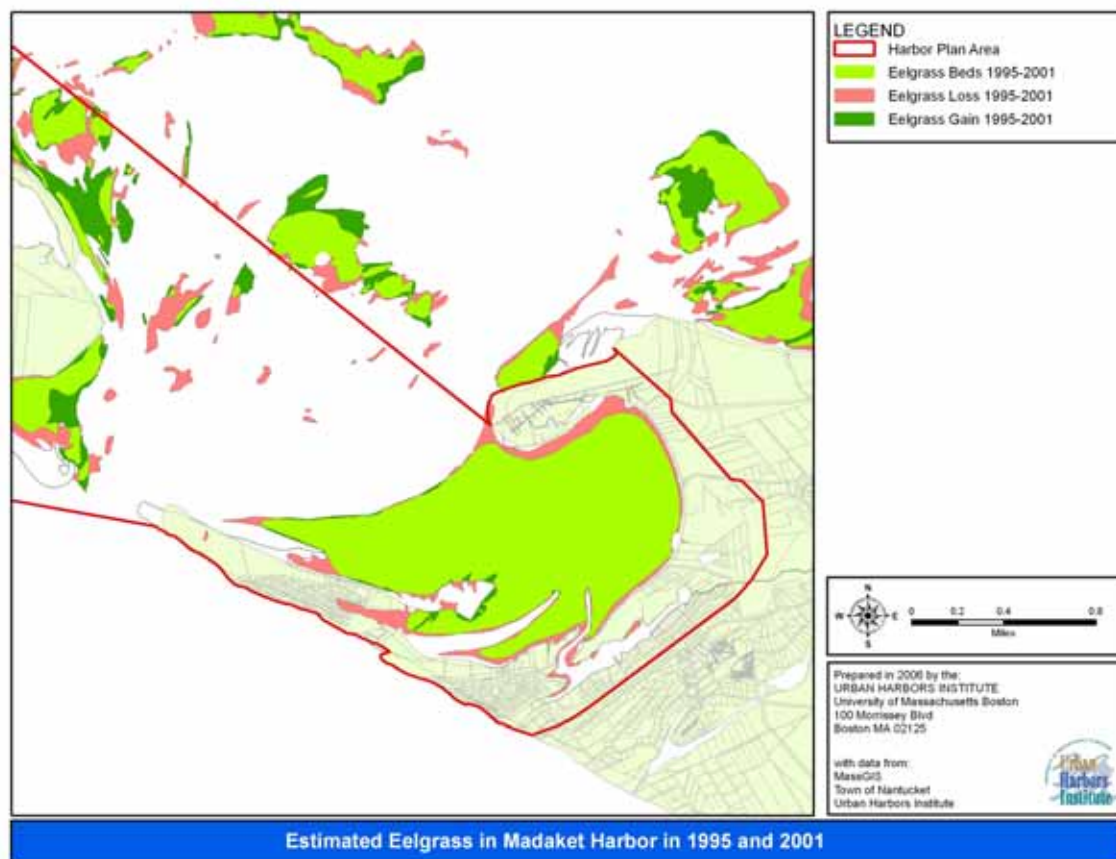 LEGEND
Harbor Plan Area
Eelgrass Beds 1995-2001
Eelgrass Loss 1995-2001
Eelgrass Gain 1995-2001
N
W E
S
0 0.2 0.4 0.8
Miles
Prepared in 2006 by the:
URBAN HARBORS INSTITUTE
University of Massachusetts Boston
100 Morrissey Blvd
Boston MA 02125
with data from:
MassGIS
Town of Nantucket
Urban Harbors Institute
Urban
Harbors
Institute
Estimated Eelgrass in Madaket Harbor in 1995 and 2001